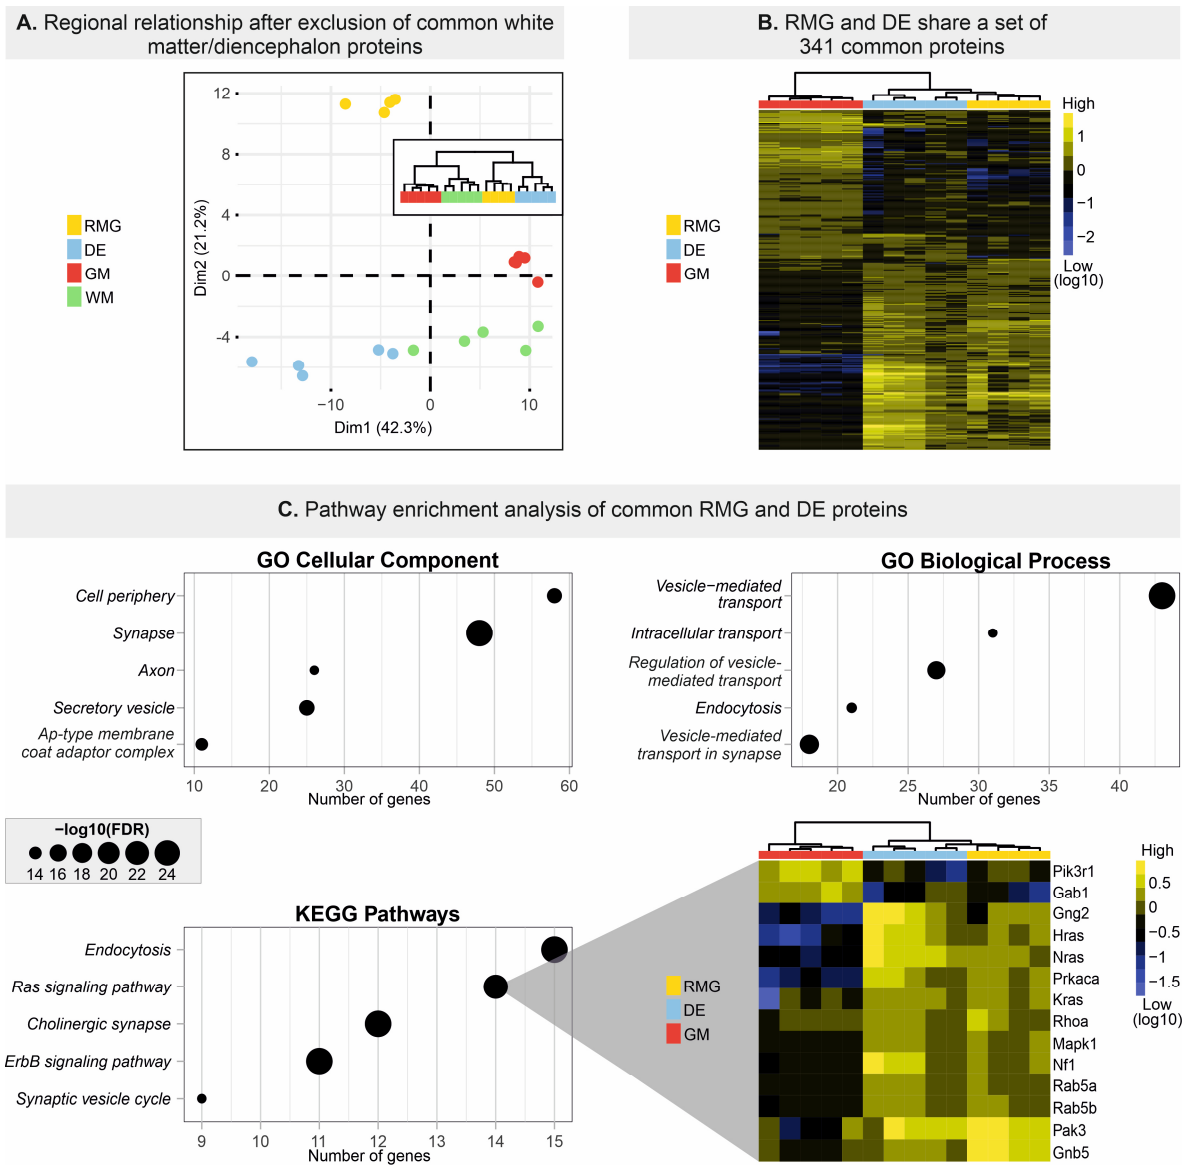 A. Regional relationship after exclusion of common white
matter/diencephalon proteins
B. RMG and DE share a set of
341 common proteins
12
8
4
0
−4
Dim2 (21.2%)
−10
0
10
Dim1 (42.3%)
RMG
DE
GM
WM
RMG
DE
GM
High
1
0
−1
−2
Low
(log10)
C. Pathway enrichment analysis of common RMG and DE proteins
GO Cellular Component
Cell periphery
Synapse
Axon
Secretory vesicle
Ap-type membrane
coat adaptor complex
10
20
30
40
50
60
Number of genes
GO Biological Process
Vesicle−mediated
transport
Intracellular transport
Regulation of vesicle-
mediated transport
Endocytosis
Vesicle-mediated
transport in synapse
20
25
30
35
40
Number of genes
−log10(FDR)
14 16 18 20 22 24
KEGG Pathways
Endocytosis
Ras signaling pathway
Cholinergic synapse
ErbB signaling pathway
Synaptic vesicle cycle
9
10
11
12
13
14
15
Number of genes
RMG
DE
GM
Pik3r1
Gab1
Gng2
Hras
Nras
Prkaca
Kras
Rhoa
Mapk1
Nf1
Rab5a
Rab5b
Pak3
Gnb5
High
0.5
0
−0.5
−1
−1.5
Low
(log10)